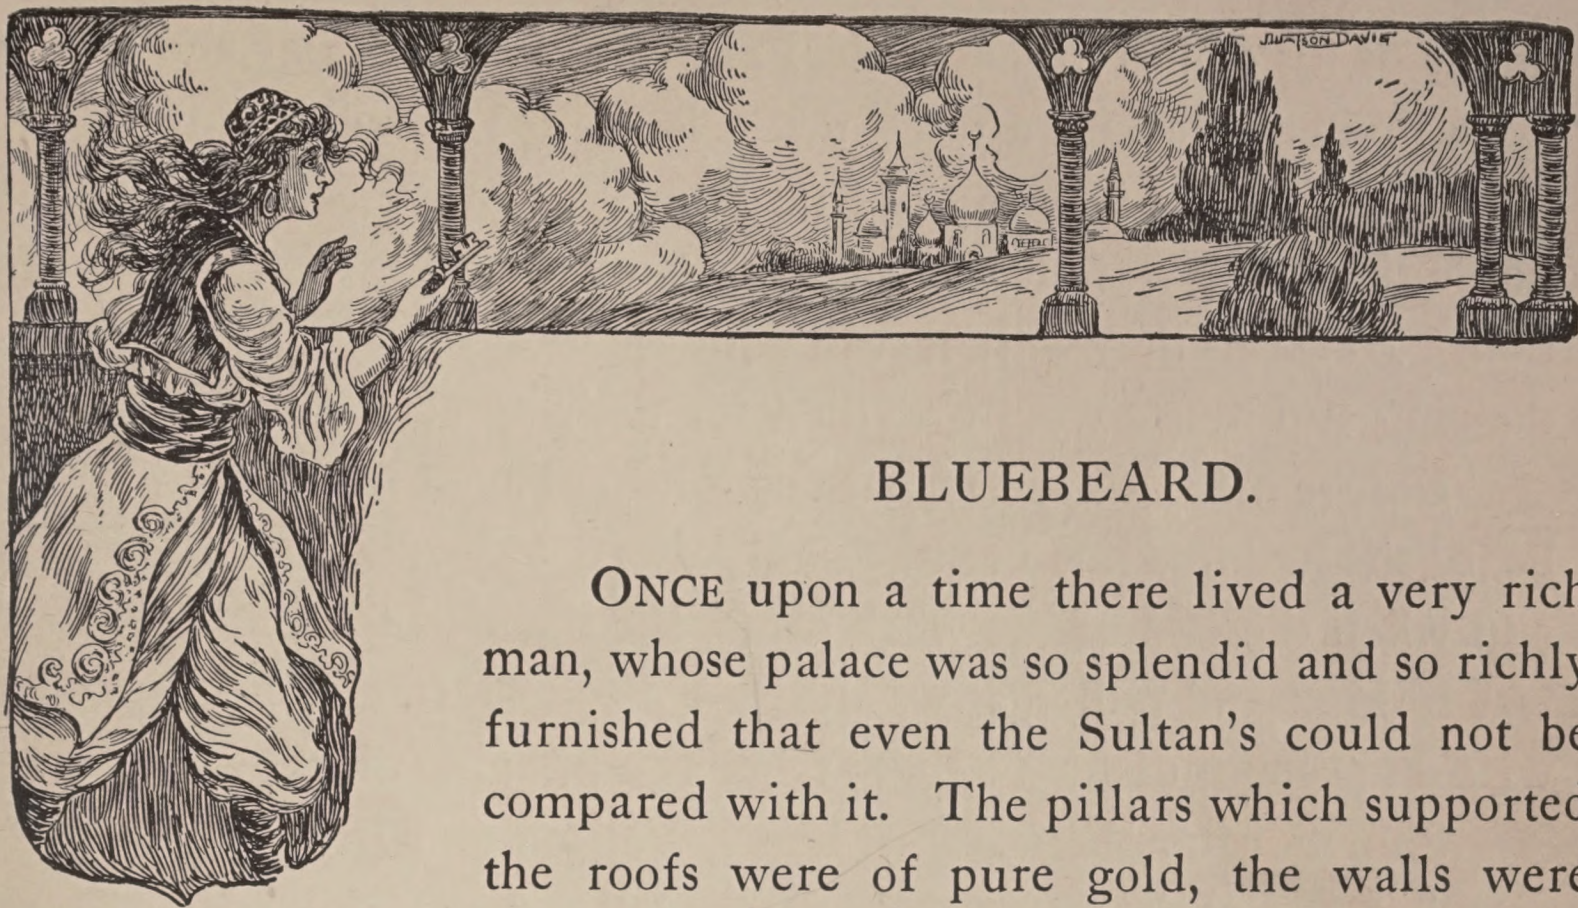 J WATSON DAVIS
BLUEBEARD.
ONCE upon a time there lived a very rich
man, whose palace was so splendid and so richly
furnished that even the Sultan's could not be
compared with it. The pillars which supported
the roofs were of pure gold, the walls were